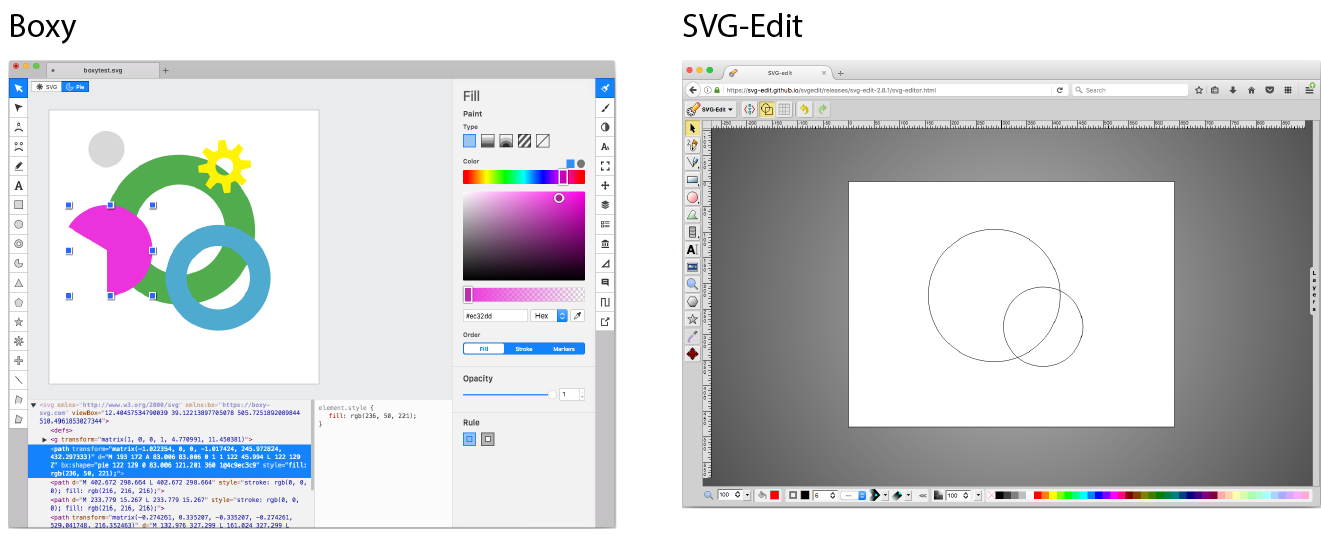 Boxy
SVG-Edit
boxytest.svg
SVG
Pie
Fill
Paint
Type
Color
#ec32dd
Hex
Order
Fill
Stroke
Markers
Opacity
1
Rule
<svg xmlns="http://www.w3.org/2000/svg" xmlns:bx="https://boxy-
svg.com" viewBox="12.40457534790039 39.12213897705078 505.7251892089844
510.4961853027344">
<defs>
<g transform="matrix(1, 0, 0, 1, 4.770991, 11.450381)">
<path transform="matrix(-1.022354, 0, 0, -1.017424, 245.972824,
432.297333)" d="M 193 172 A 83.006 83.006 0 1 1 122 45.994 L 122 129
Z" bx:shape="pie 122 129 0 83.006 121.201 360 1@4c9ec3c9" style="fill:
rgb(236, 50, 221);">
<path d="M 402.672 298.664 L 402.672 298.664" style="stroke: rgb(0, 0,
0); fill: rgb(216, 216, 216);">
<path d="M 233.779 15.267 L 233.779 15.267" style="stroke: rgb(0, 0,
0); fill: rgb(216, 216, 216);">
<path transform="matrix(-0.274261, 0.335207, -0.335207, -0.274261,
529.041748, 216.352463)" d="M 132.976 327.299 L 161.024 327.299 L
element.style {
fill: rgb(236, 50, 221);
}
SVG-edit
https://svg-edit.github.io/svgedit/releases/svg-edit-2.8.1/svg-editor.html
Search
SVG-Edit
Layers
100
6
100